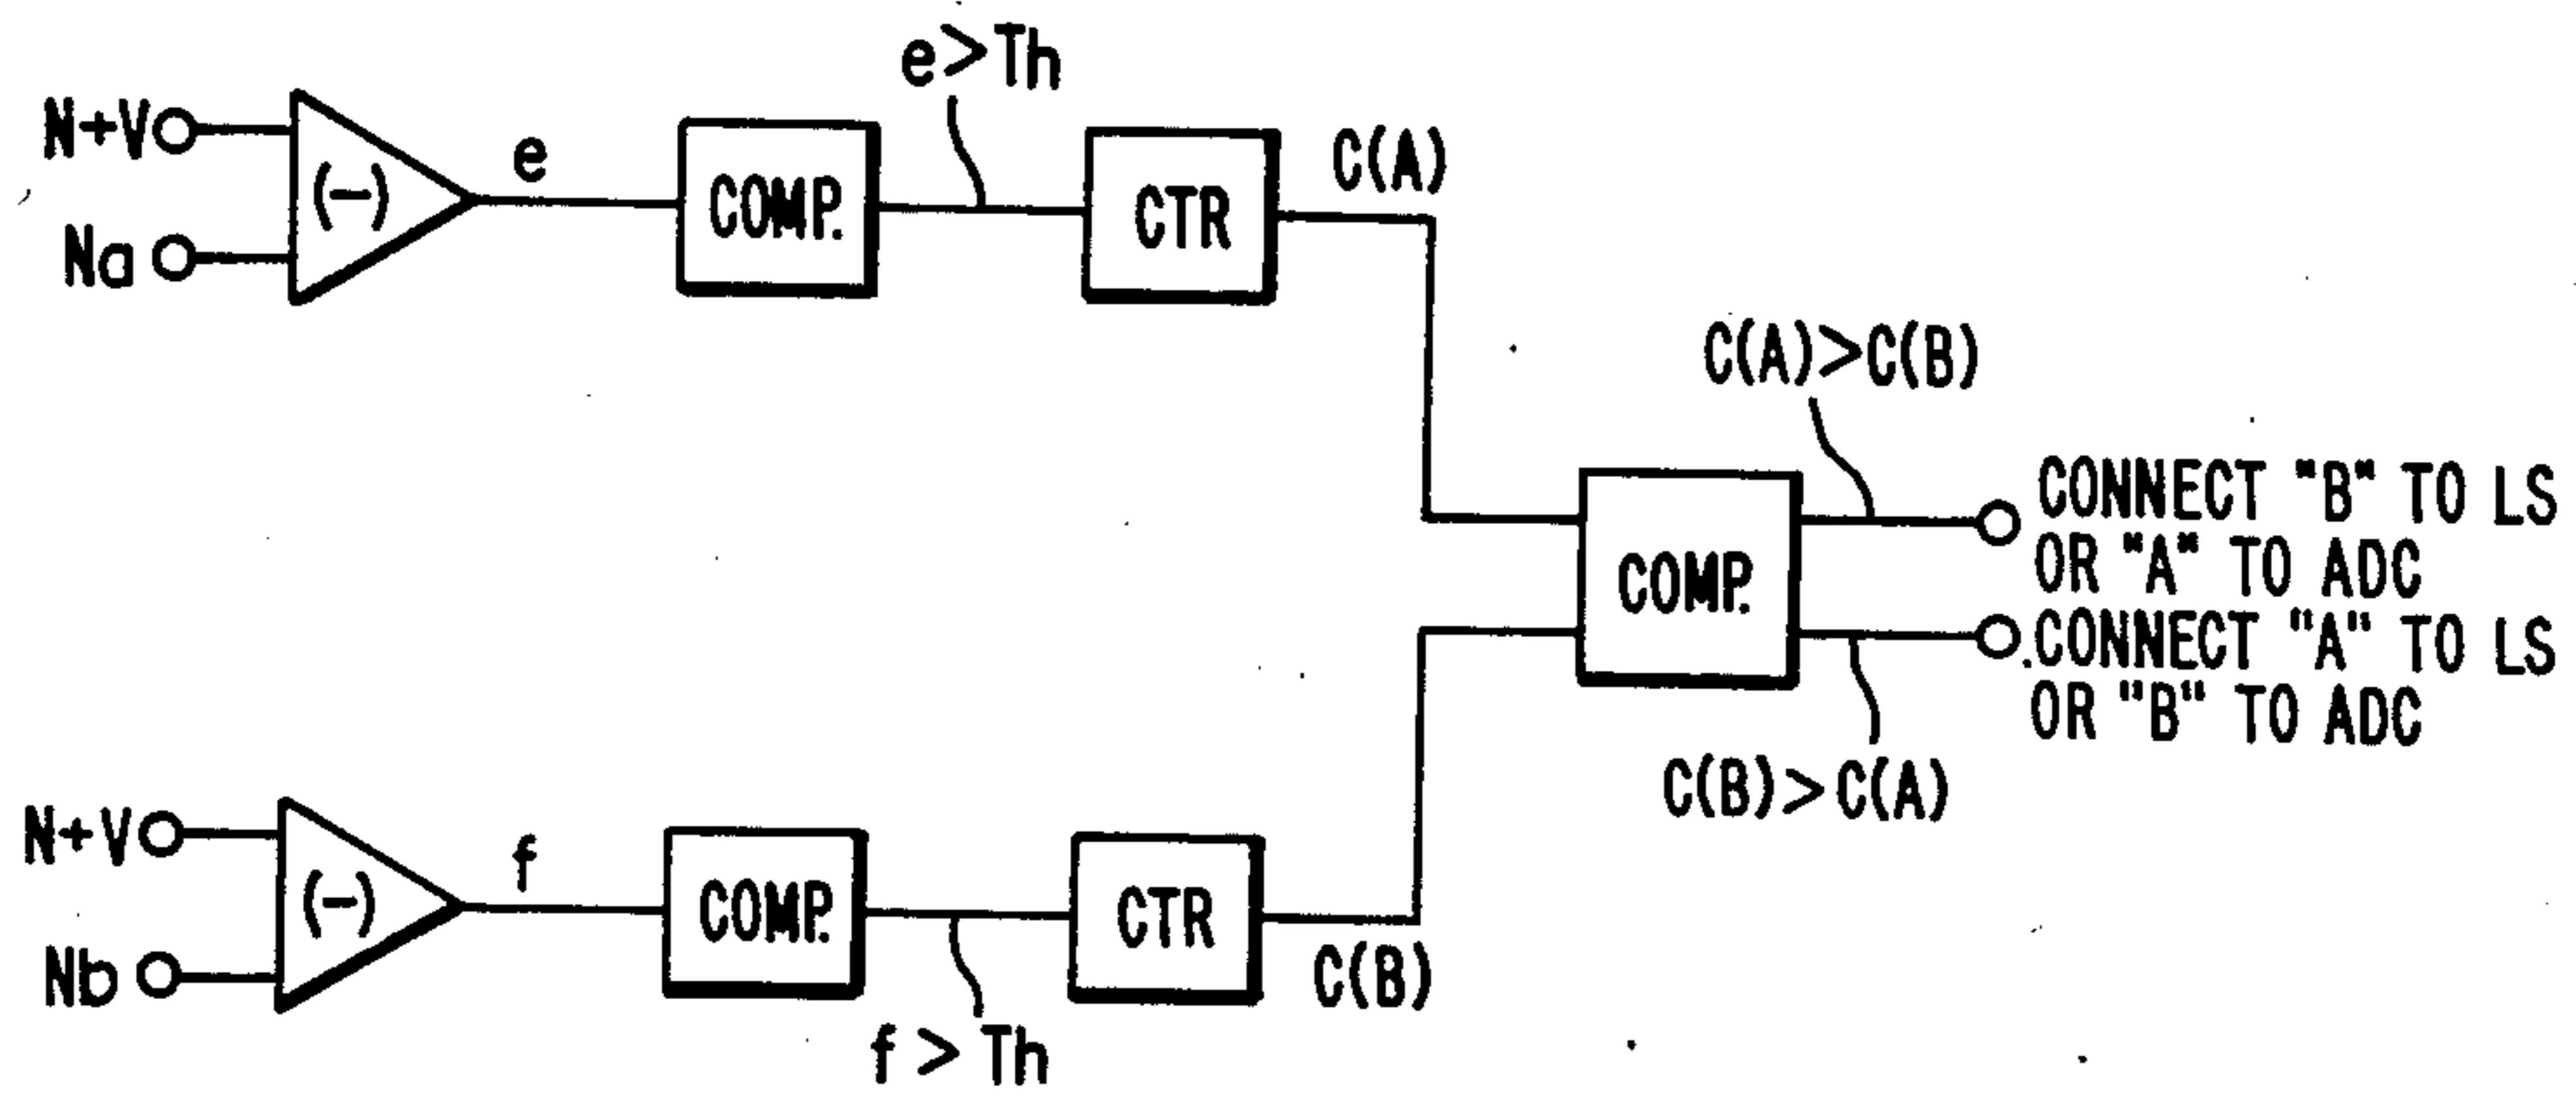 e>Th
N+V
(-)
e
COMP.
CTR
C(A)
Na
C(A)>C(B)
COMP.
CONNECT "B" TO LS
OR "A" TO ADC
CONNECT "A" TO LS
OR "B" TO ADC
C(B)>C(A)
N+V
(-)
f
COMP.
CTR
C(B)
Nb
f > Th